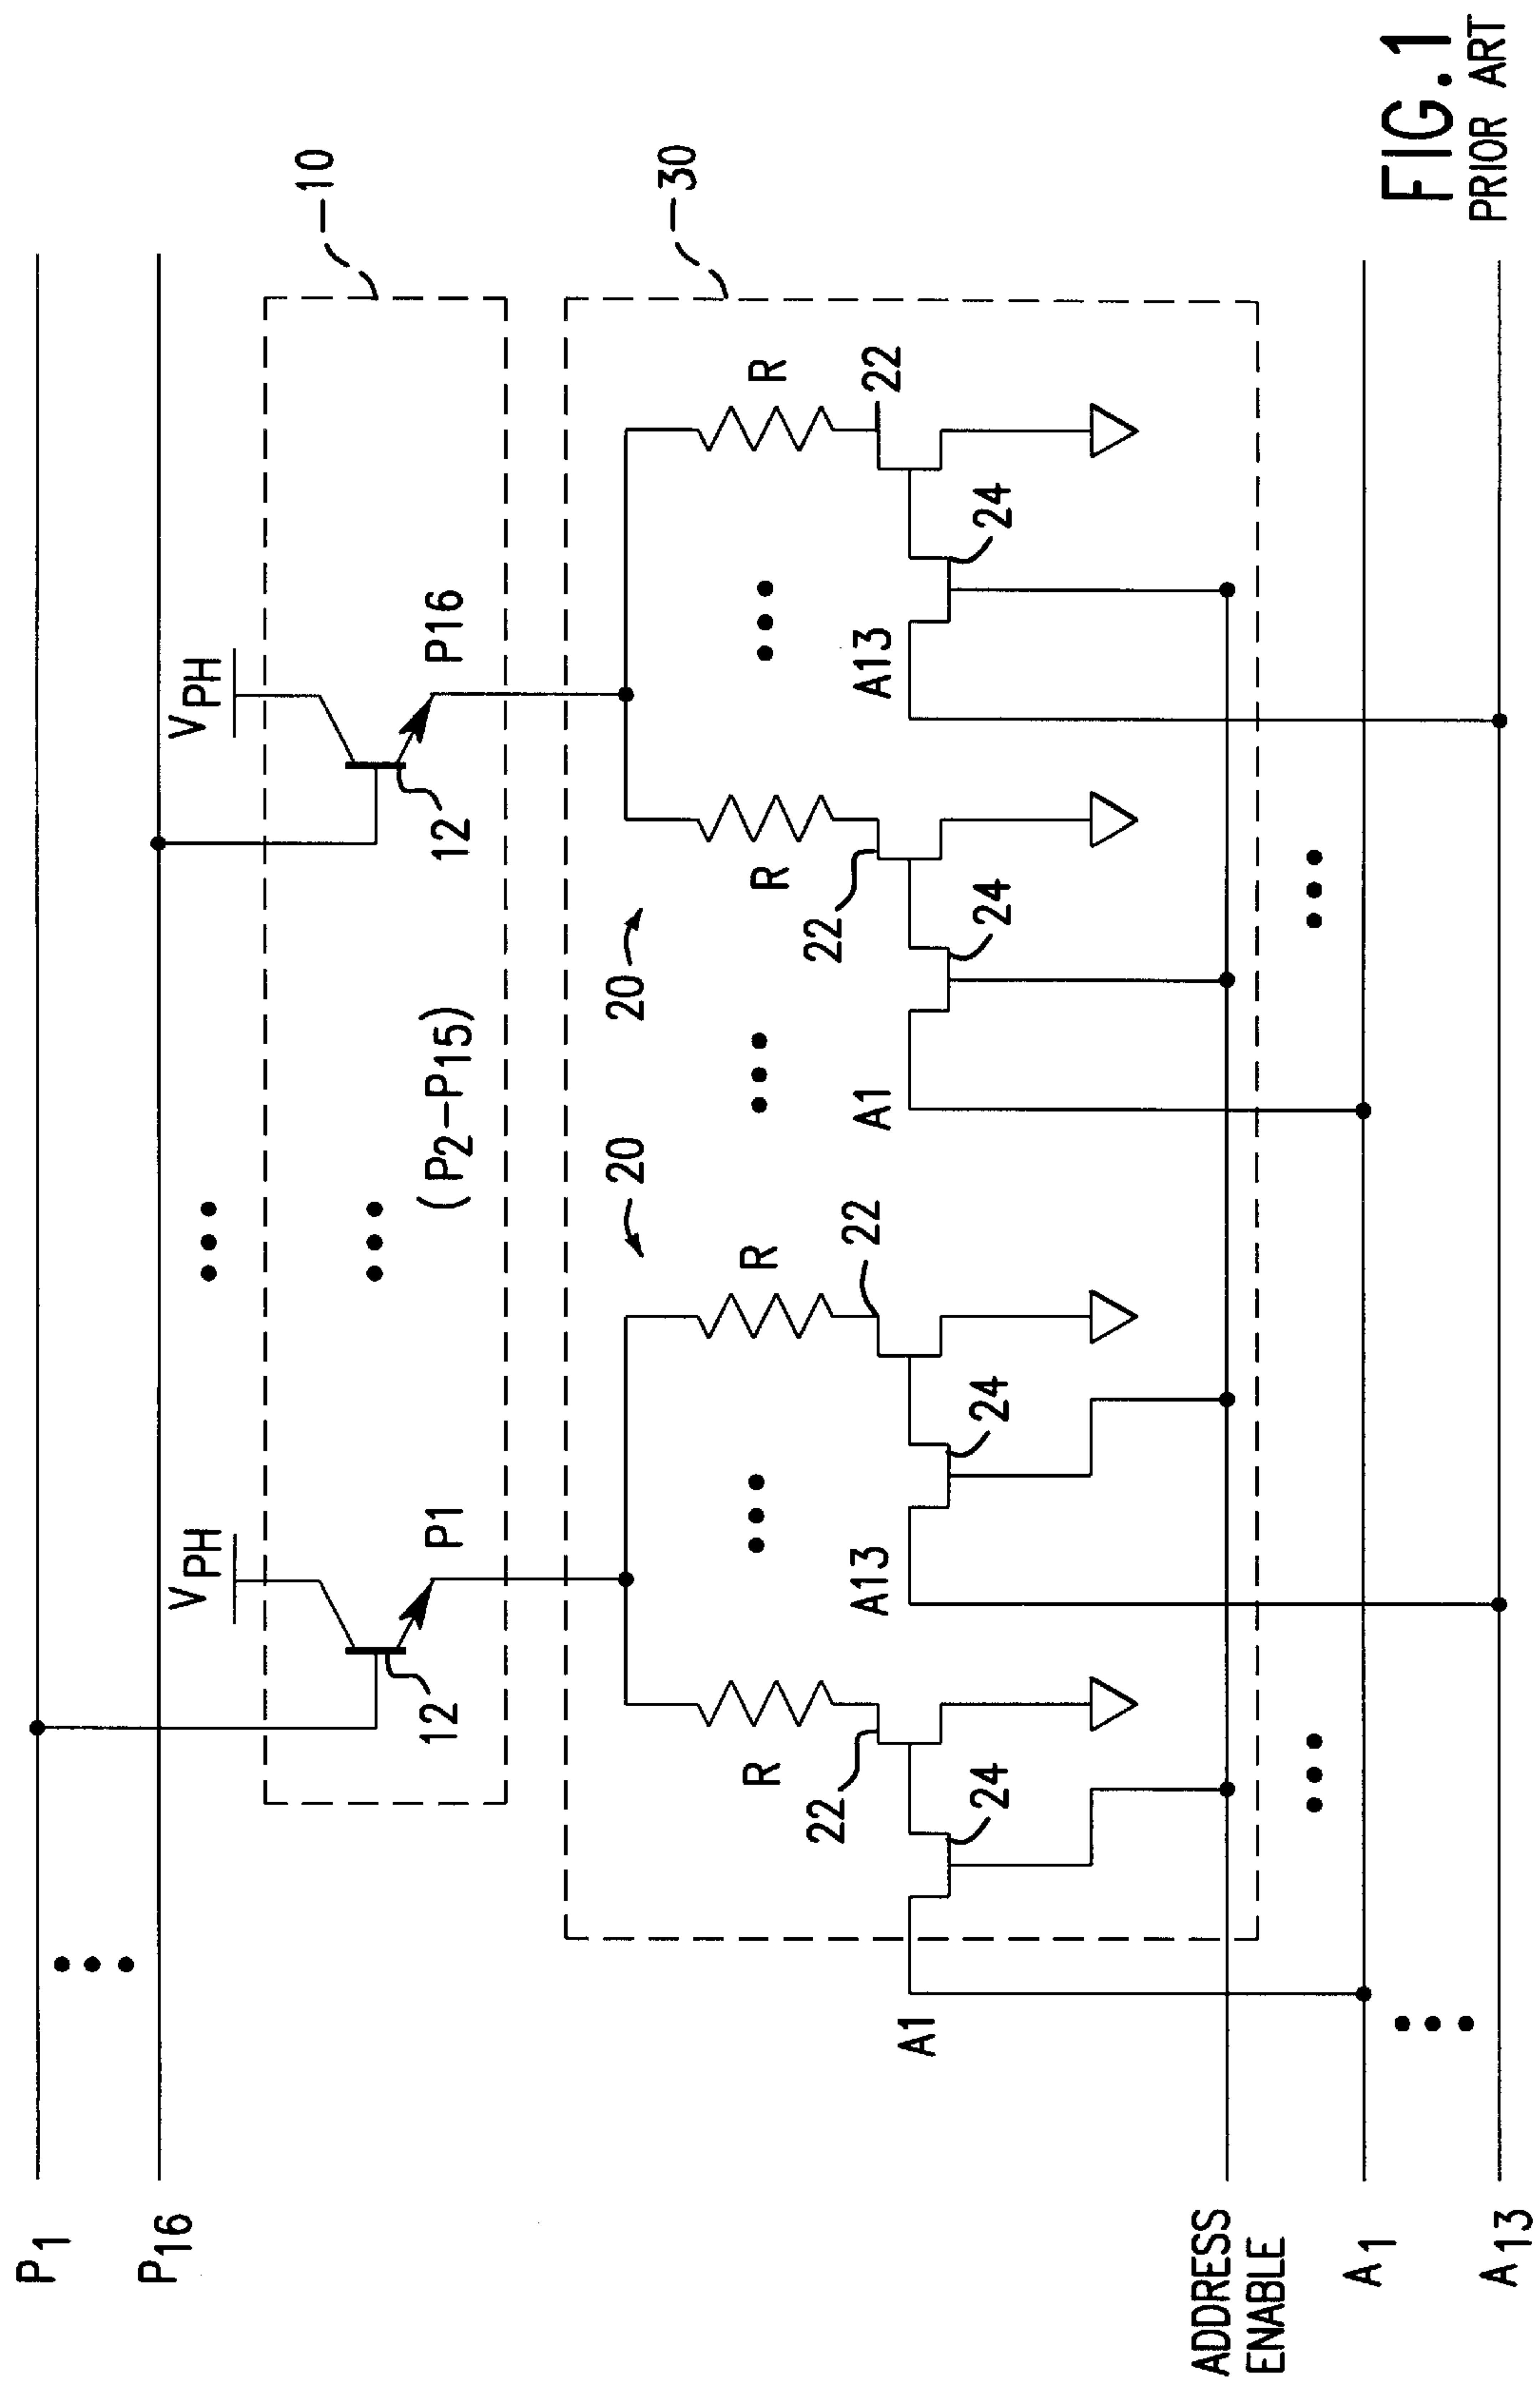 P1
P16
VPH
VPH
10
12
P1
(P2–P15)
12
P16
30
20
20
R
R
R
R
22
22
22
22
A1
A13
A1
A13
24
24
24
24
ADDRESS
ENABLE
A1
A13
FIG.1
PRIOR ART